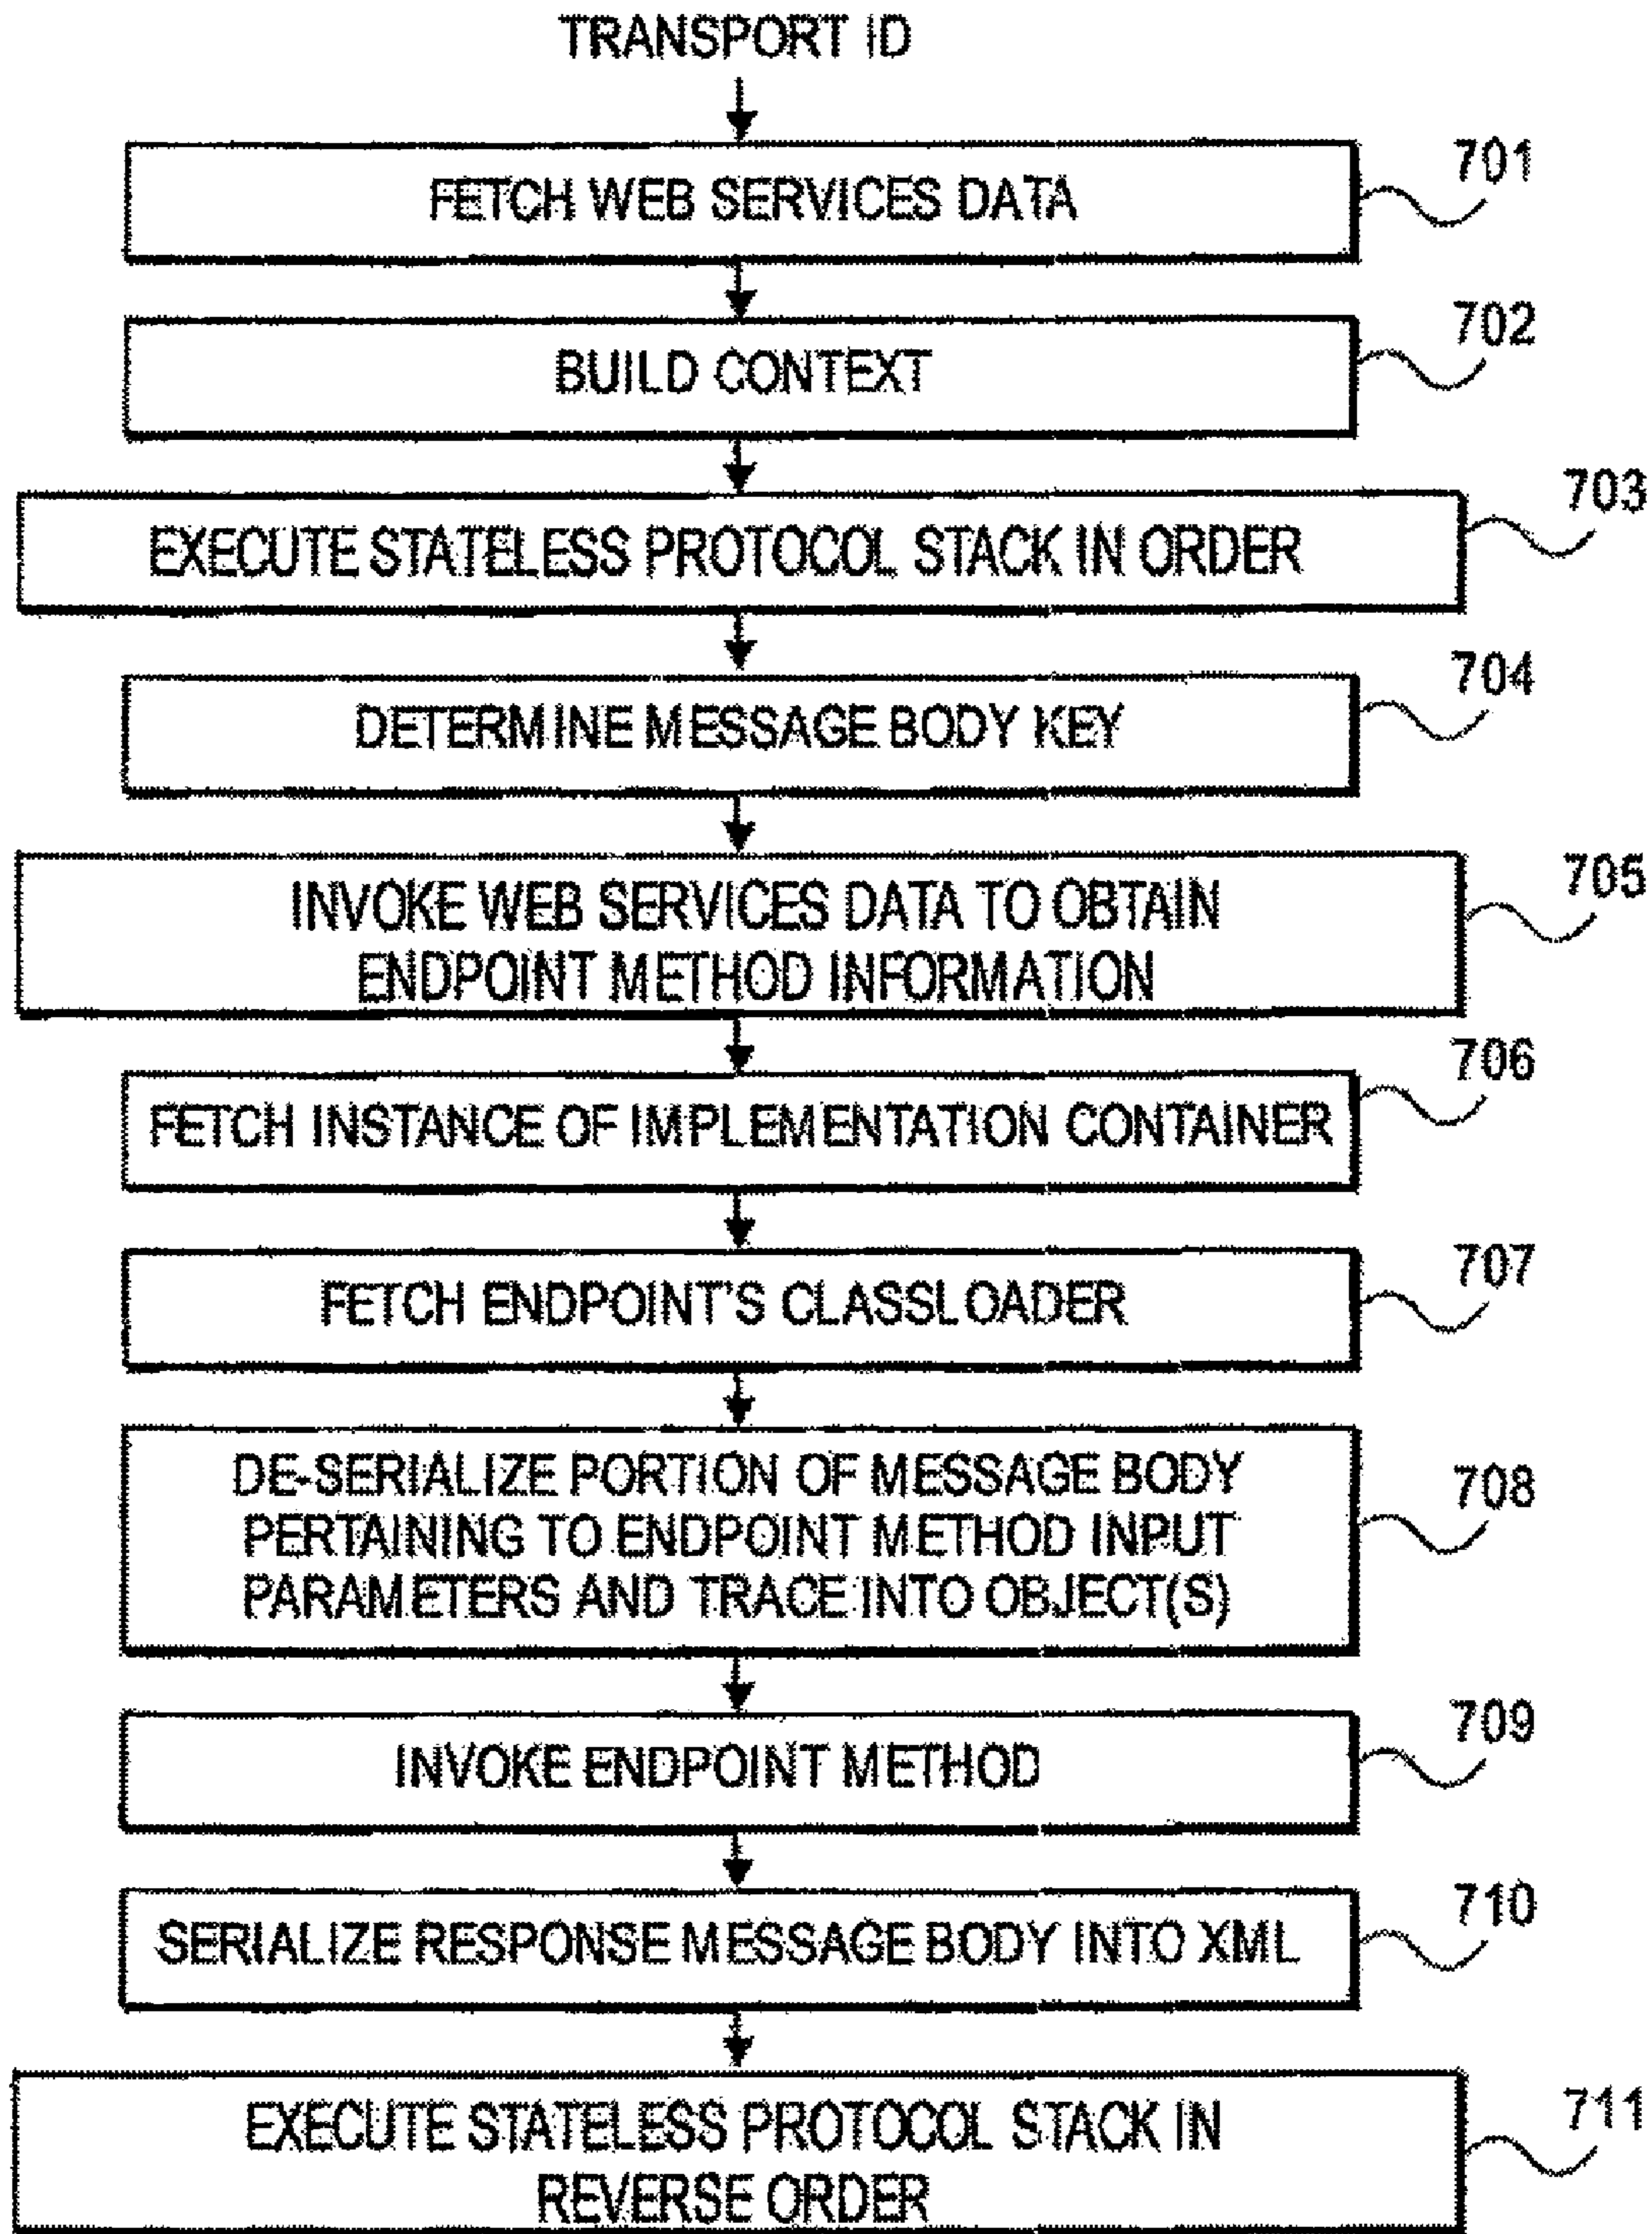 TRANSPORT ID
FETCH WEB SERVICES DATA
701
BUILD CONTEXT
702
EXECUTE STATELESS PROTOCOL STACK IN ORDER
703
DETERMINE MESSAGE BODY KEY
704
INVOKE WEB SERVICES DATA TO OBTAIN
ENDPOINT METHOD INFORMATION
705
FETCH INSTANCE OF IMPLEMENTATION CONTAINER
706
FETCH ENDPOINT'S CLASSLOADER
707
DE-SERIALIZE PORTION OF MESSAGE BODY
PERTAINING TO ENDPOINT METHOD INPUT
PARAMETERS AND TRACE INTO OBJECT(S)
708
INVOKE ENDPOINT METHOD
709
SERIALIZE RESPONSE MESSAGE BODY INTO XML
710
EXECUTE STATELESS PROTOCOL STACK IN
REVERSE ORDER
711